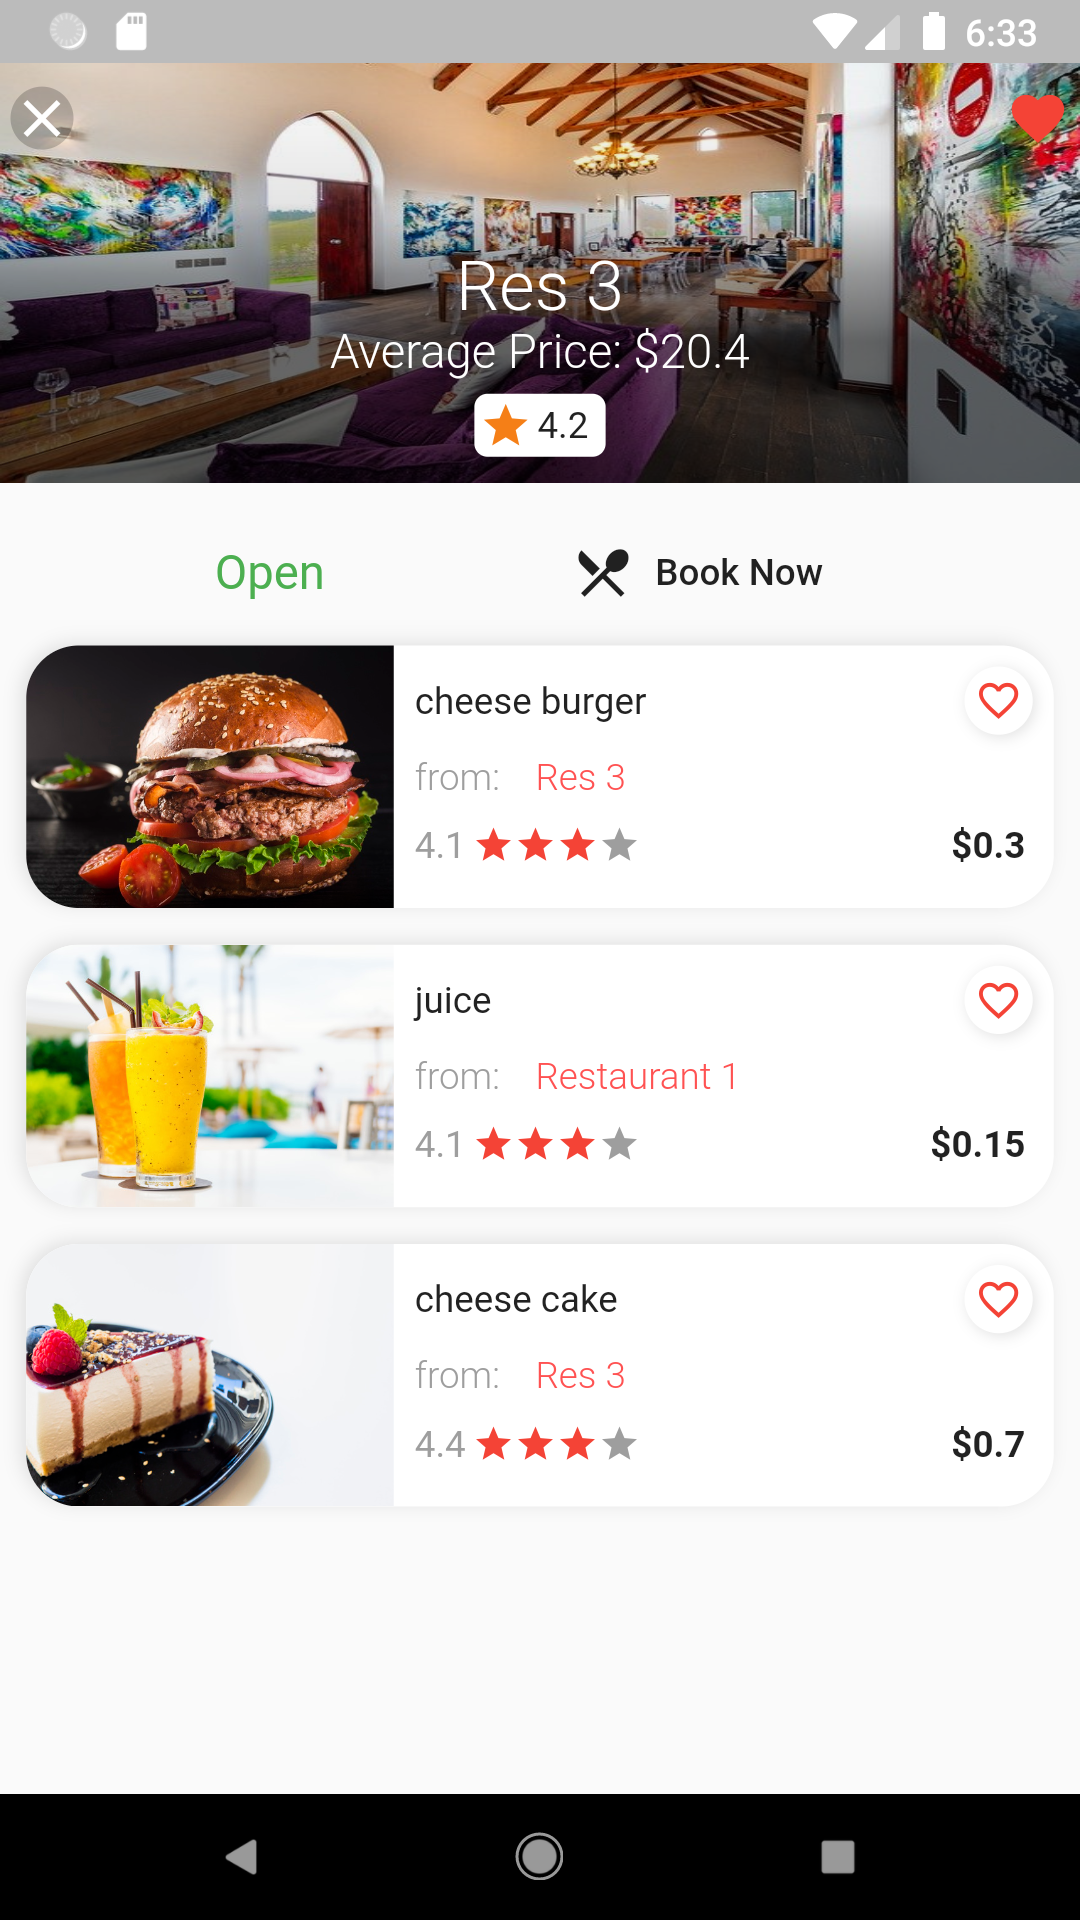 6:33
Res 3
Average Price: $20.4
4.2
Open
Book Now
cheese burger
from: Res 3
4.1
$0.3
juice
from: Restaurant 1
4.1
$0.15
cheese cake
from: Res 3
4.4
$0.7